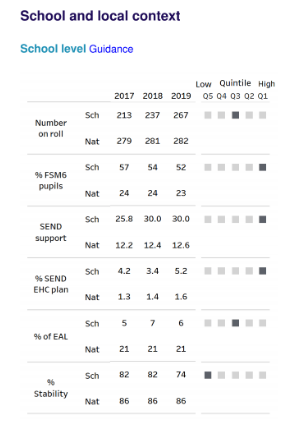 School and local context
School level Guidance
Low Quintile High
2017 2018 2019 Q5 Q4 Q3 Q2 Q1
Number on roll
Sch 213 237 267
Nat 279 281 282
% FSM6 pupils
Sch 57 54 52
Nat 24 24 23
SEND support
Sch 25.8 30.0 30.0
Nat 12.2 12.4 12.6
% SEND EHC plan
Sch 4.2 3.4 5.2
Nat 1.3 1.4 1.6
% of EAL
Sch 5 7 6
Nat 21 21 21
% Stability
Sch 82 82 74
Nat 86 86 86